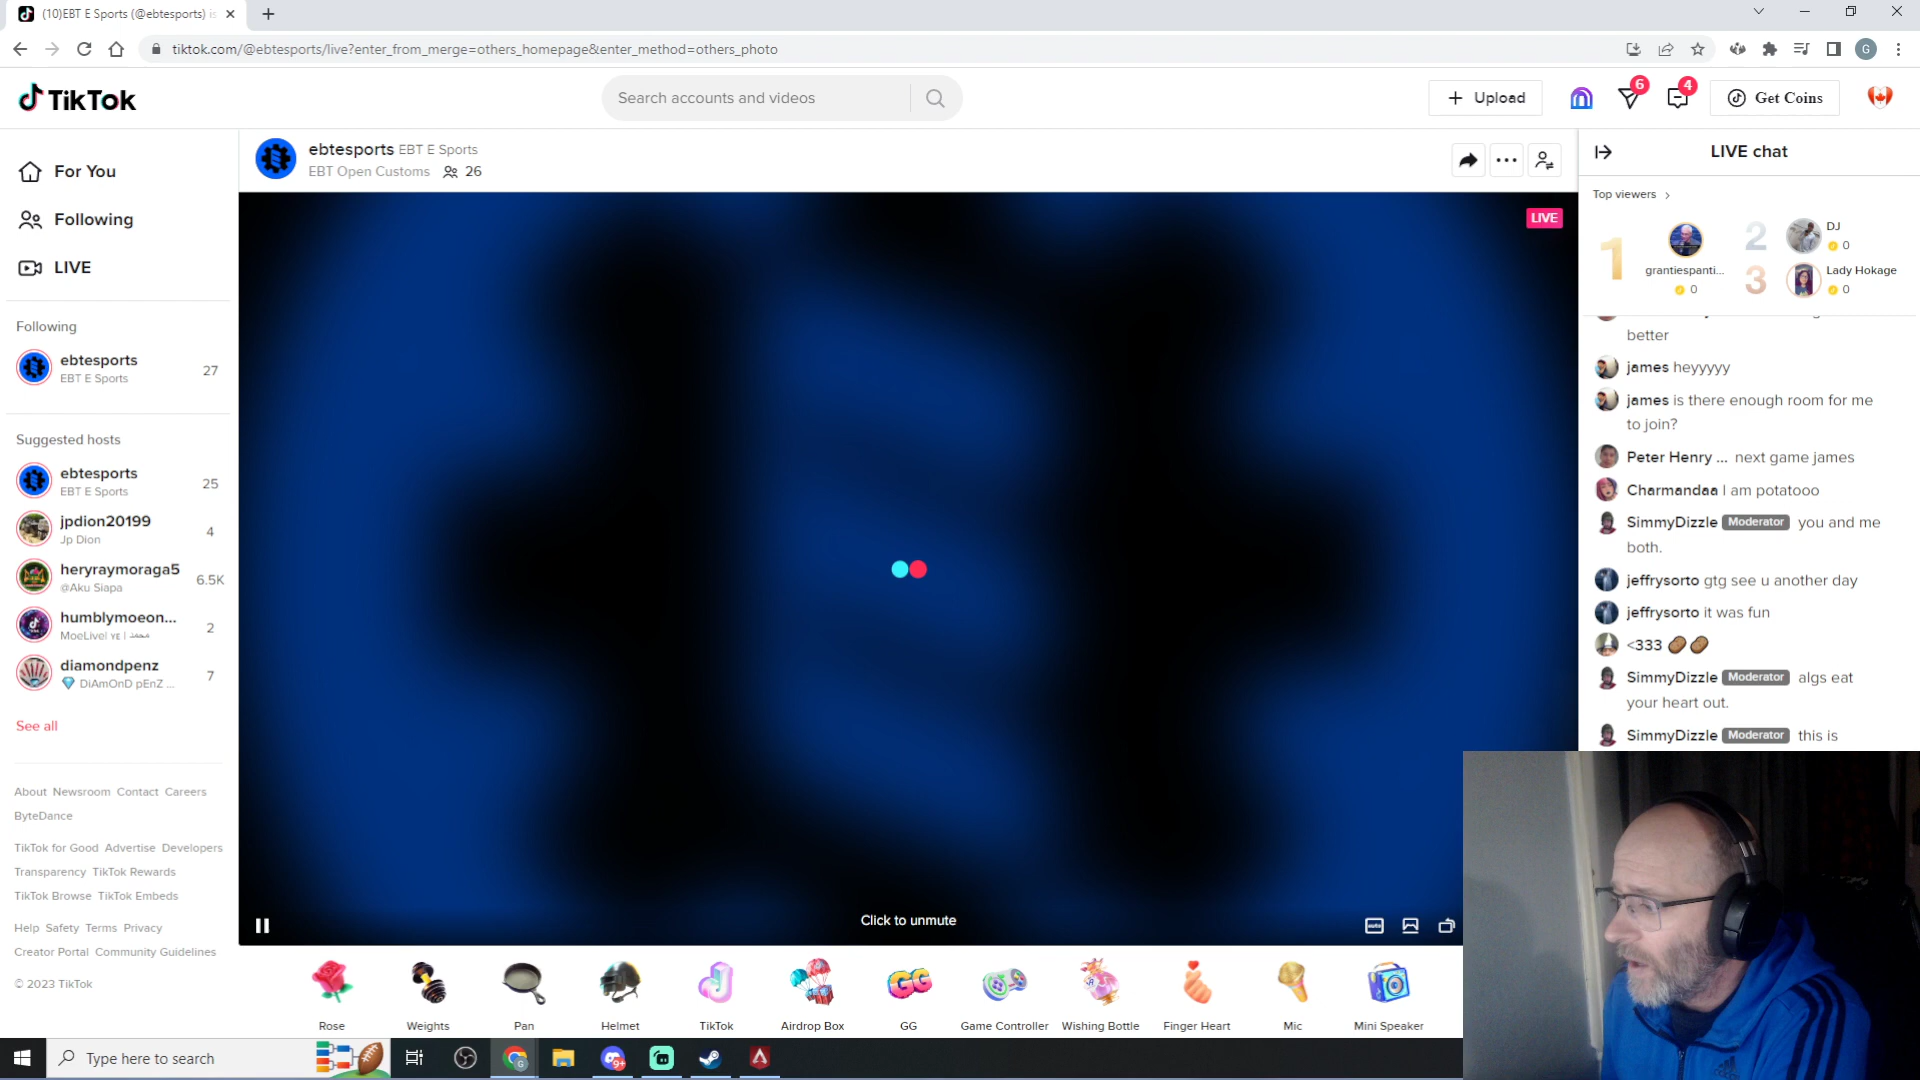 (10)EBT E Sports (@ebtesports) is
tiktok.com/@ebtesports/live?enter_from_merge=others_homepage&enter_method=others_photo
G
TikTok
Search accounts and videos
Upload
6
4
Get Coins
For You
Following
LIVE
Following
ebtesports
EBT E Sports
27
Suggested hosts
ebtesports
EBT E Sports
25
jpdion20199
Jp Dion
4
heryraymoraga5
@Aku Siapa
6.5K
humblymoeon...
2
diamondpenz
DiAmOnD pEnZ ...
7
See all
About Newsroom Contact Careers
ByteDance
TikTok for Good Advertise Developers
Transparency TikTok Rewards
TikTok Browse TikTok Embeds
Help Safety Terms Privacy
Creator Portal Community Guidelines
© 2023 TikTok
ebtesports EBT E Sports
EBT Open Customs 26
LIVE
Click to unmute
auto
GG
Rose Weights Pan Helmet TikTok Airdrop Box GG Game Controller Wishing Bottle Finger Heart Mic Mini Speaker
LIVE chat
Top viewers
1
grantiespanti...
0
2
DJ
0
3
Lady Hokage
0
better
james heyyyyy
james is there enough room for me
to join?
Peter Henry ... next game james
Charmandaa I am potatooo
SimmyDizzle Moderator you and me
both.
jeffrysorto gtg see u another day
jeffrysorto it was fun
<333 🥔🥔
SimmyDizzle Moderator algs eat
your heart out.
SimmyDizzle Moderator this is
Type here to search
9+